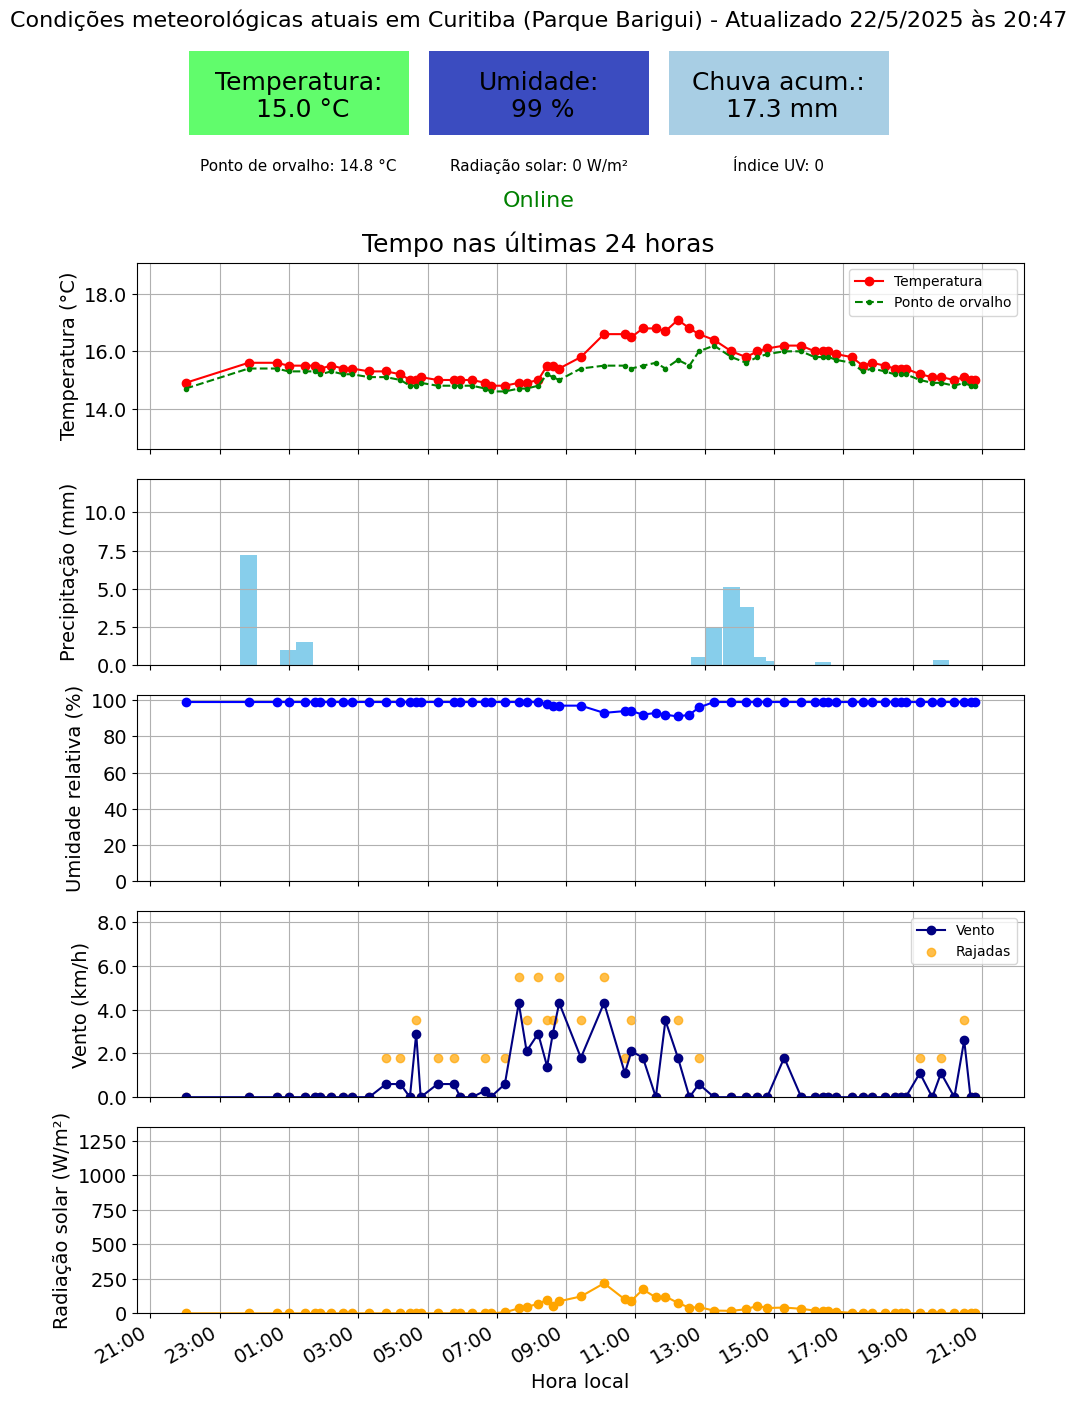 Condições meteorológicas atuais em Curitiba (Parque Barigui) - Atualizado 22/5/2025 às 20:47
Temperatura:
15.0 °C
Umidade:
99 %
Chuva acum.:
17.3 mm
Ponto de orvalho: 14.8 °C
Radiação solar: 0 W/m²
Índice UV: 0
Online
Tempo nas últimas 24 horas
Temperatura (°C)
18.0
16.0
14.0
Temperatura
Ponto de orvalho
Precipitação (mm)
10.0
7.5
5.0
2.5
0.0
Umidade relativa (%)
100
80
60
40
20
0
Vento (km/h)
8.0
6.0
4.0
2.0
0.0
Vento
Rajadas
Radiação solar (W/m²)
1250
1000
750
500
250
0
21:00
23:00
01:00
03:00
05:00
07:00
09:00
11:00
13:00
15:00
17:00
19:00
21:00
Hora local